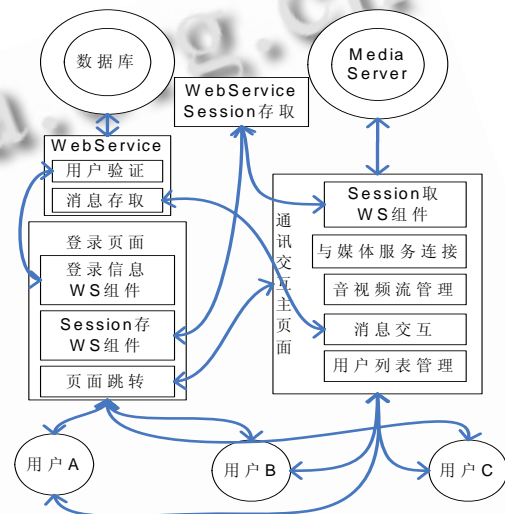 数据库
Media
Server
WebService
Session存取
WebService
用户验证
消息存取
登录页面
登录信息
WS组件
Session存
WS组件
页面跳转
通讯交互主页面
Session取
WS组件
与媒体服务连接
音视频流管理
消息交互
用户列表管理
用户A
用户B
用户C